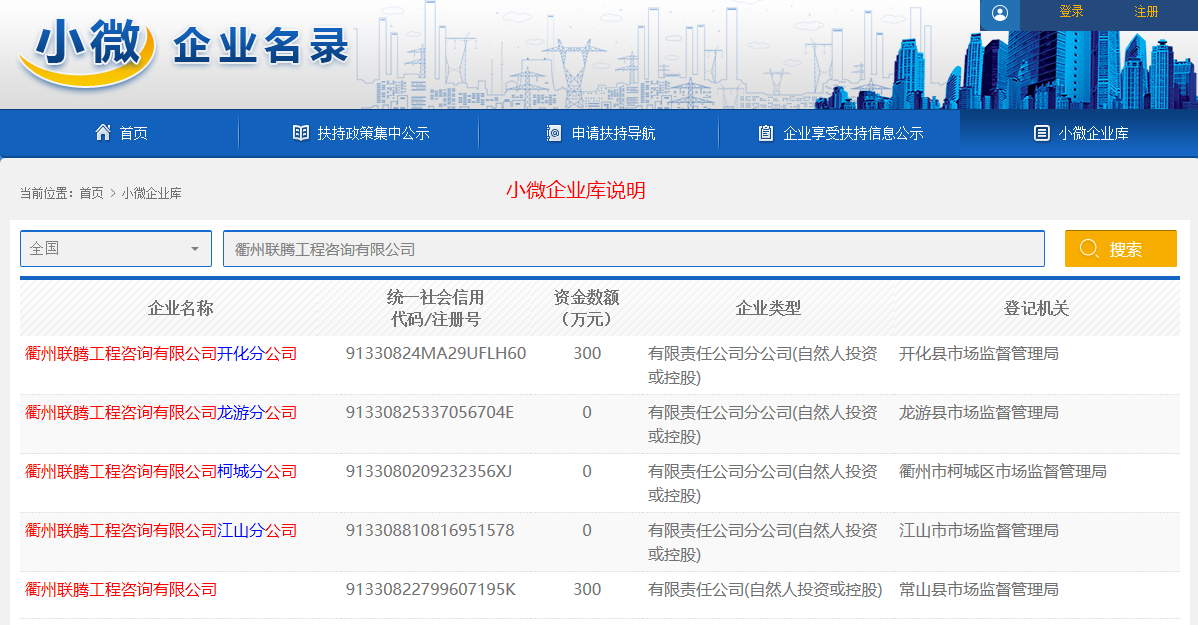 小微 企业名录
登录 注册
首页 扶持政策集中公示 申请扶持导航 企业享受扶持信息公示 小微企业库
当前位置：首页 > 小微企业库
小微企业库说明
全国 衢州联腾工程咨询有限公司 搜索
企业名称 统一社会信用代码/注册号 资金数额（万元） 企业类型 登记机关
衢州联腾工程咨询有限公司开化分公司 91330824MA29UFLH60 300 有限责任公司分公司(自然人投资 开化县市场监督管理局
或控股)
衢州联腾工程咨询有限公司龙游分公司 91330825337056704E 0 有限责任公司分公司(自然人投资 龙游县市场监督管理局
或控股)
衢州联腾工程咨询有限公司柯城分公司 9133080209232356XJ 0 有限责任公司分公司(自然人投资 衢州市柯城区市场监督管理局
或控股)
衢州联腾工程咨询有限公司江山分公司 913308810816951578 0 有限责任公司分公司(自然人投资 江山市市场监督管理局
或控股)
衢州联腾工程咨询有限公司 91330822799607195K 300 有限责任公司(自然人投资或控股) 常山县市场监督管理局